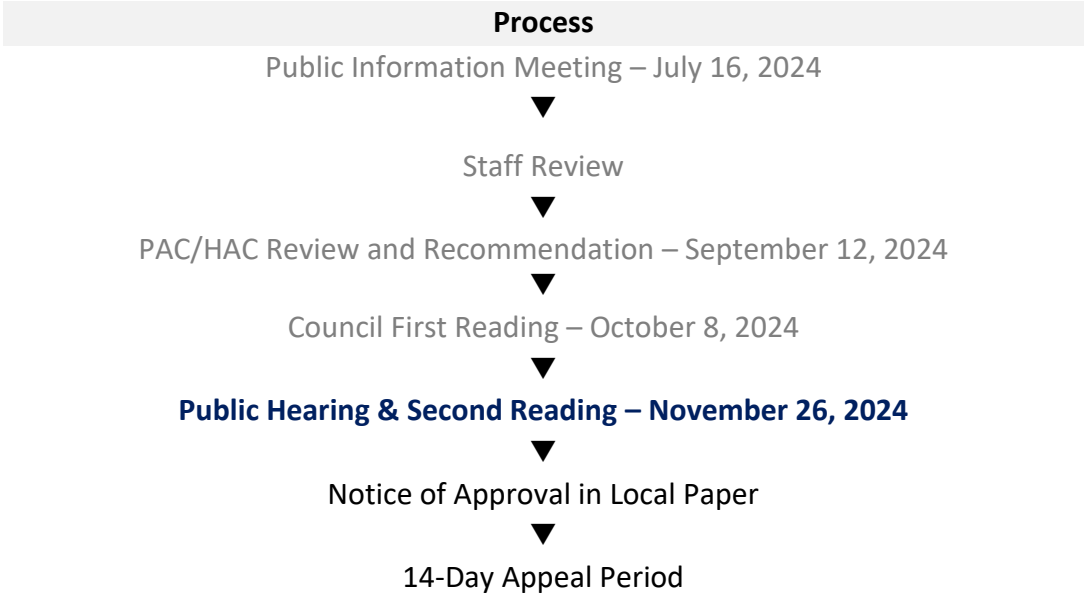 Process
Public Information Meeting – July 16, 2024
Staff Review
PAC/HAC Review and Recommendation – September 12, 2024
Council First Reading – October 8, 2024
Public Hearing & Second Reading – November 26, 2024
Notice of Approval in Local Paper
14-Day Appeal Period